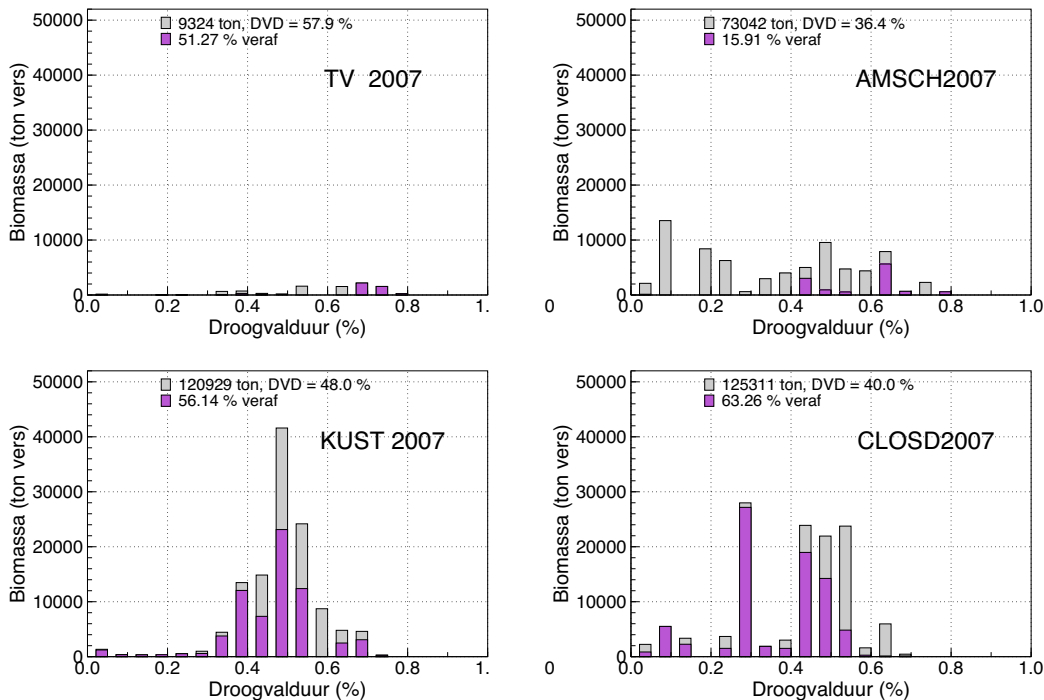 50000
40000
30000
20000
10000
0
Biomassa (ton vers)
9324 ton, DVD = 57.9 %
51.27 % veraf
TV 2007
0.0 0.2 0.4 0.6 0.8 1.
Droogvalduur (%)
50000
40000
30000
20000
10000
0
Biomassa (ton vers)
73042 ton, DVD = 36.4 %
15.91 % veraf
AMSCH2007
0 0.0 0.2 0.4 0.6 0.8 1.0
Droogvalduur (%)
50000
40000
30000
20000
10000
0
Biomassa (ton vers)
120929 ton, DVD = 48.0 %
56.14 % veraf
KUST 2007
0.0 0.2 0.4 0.6 0.8 1.
Droogvalduur (%)
50000
40000
30000
20000
10000
0
Biomassa (ton vers)
125311 ton, DVD = 40.0 %
63.26 % veraf
CLOSD2007
0 0.0 0.2 0.4 0.6 0.8 1.0
Droogvalduur (%)